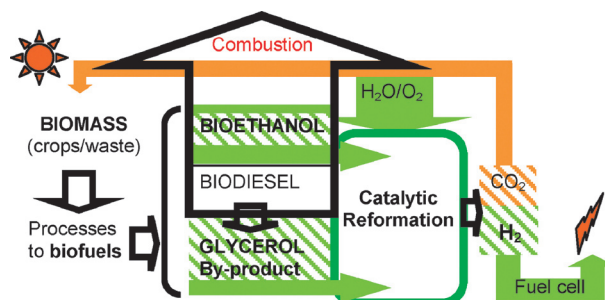 Combustion
H₂O/O₂
BIOMASS
(crops/waste)
BIOETHANOL
BIODIESEL
Catalytic
Reformation
CO₂
H₂
Processes
to biofuels
GLYCEROL
By-product
Fuel cell